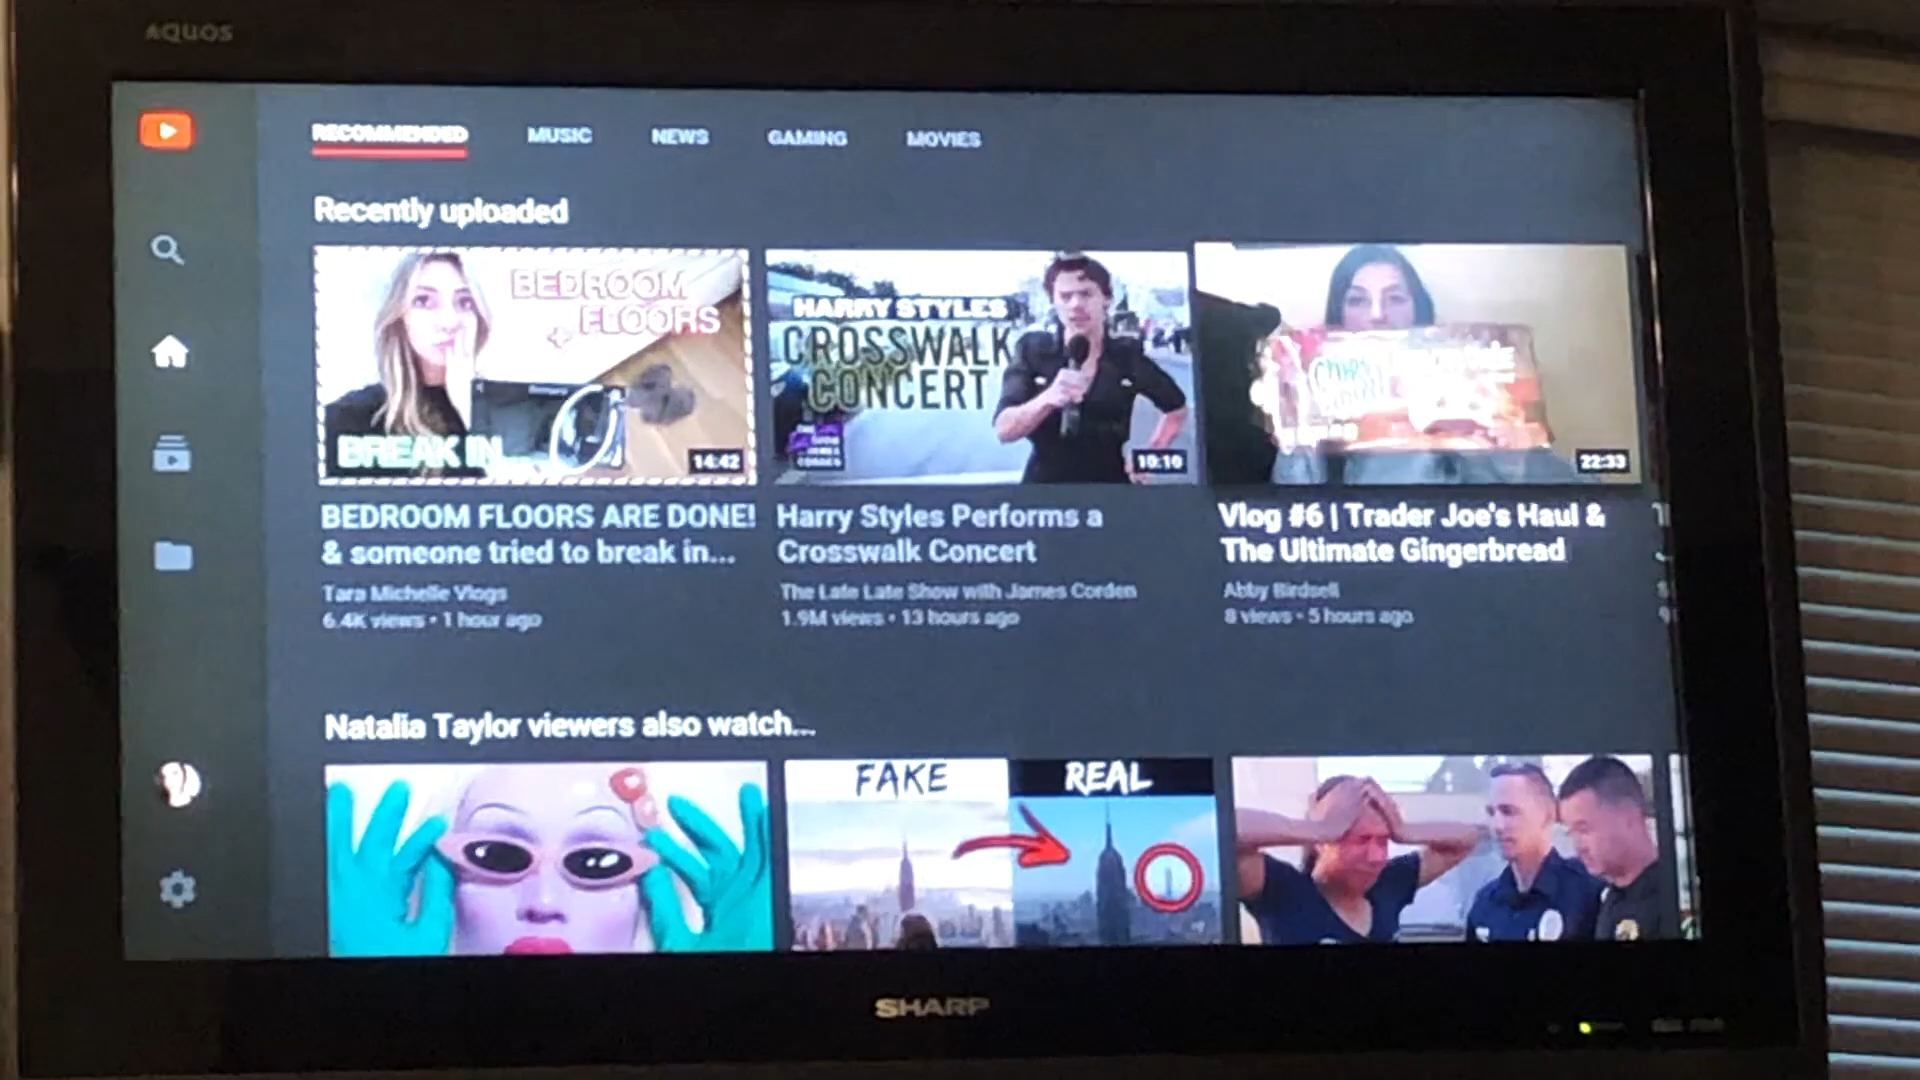 AQUOS
RECOMMENDED MUSIC NEWS GAMING MOVIES
Recently uploaded
BEDROOM
+ FLOORS
BREAK IN
14:42
HARRY STYLES
CROSSWALK
CONCERT
10:10
22:33
BEDROOM FLOORS ARE DONE!
& someone tried to break in...
Tara Michelle Vlogs
6.4K views • 1 hour ago
Harry Styles Performs a
Crosswalk Concert
The Late Late Show with James Corden
1.9M views • 13 hours ago
Vlog #6 | Trader Joe's Haul &
The Ultimate Gingerbread
Abby Birdsell
8 views • 5 hours ago
Natalia Taylor viewers also watch...
FAKE
REAL
SHARP